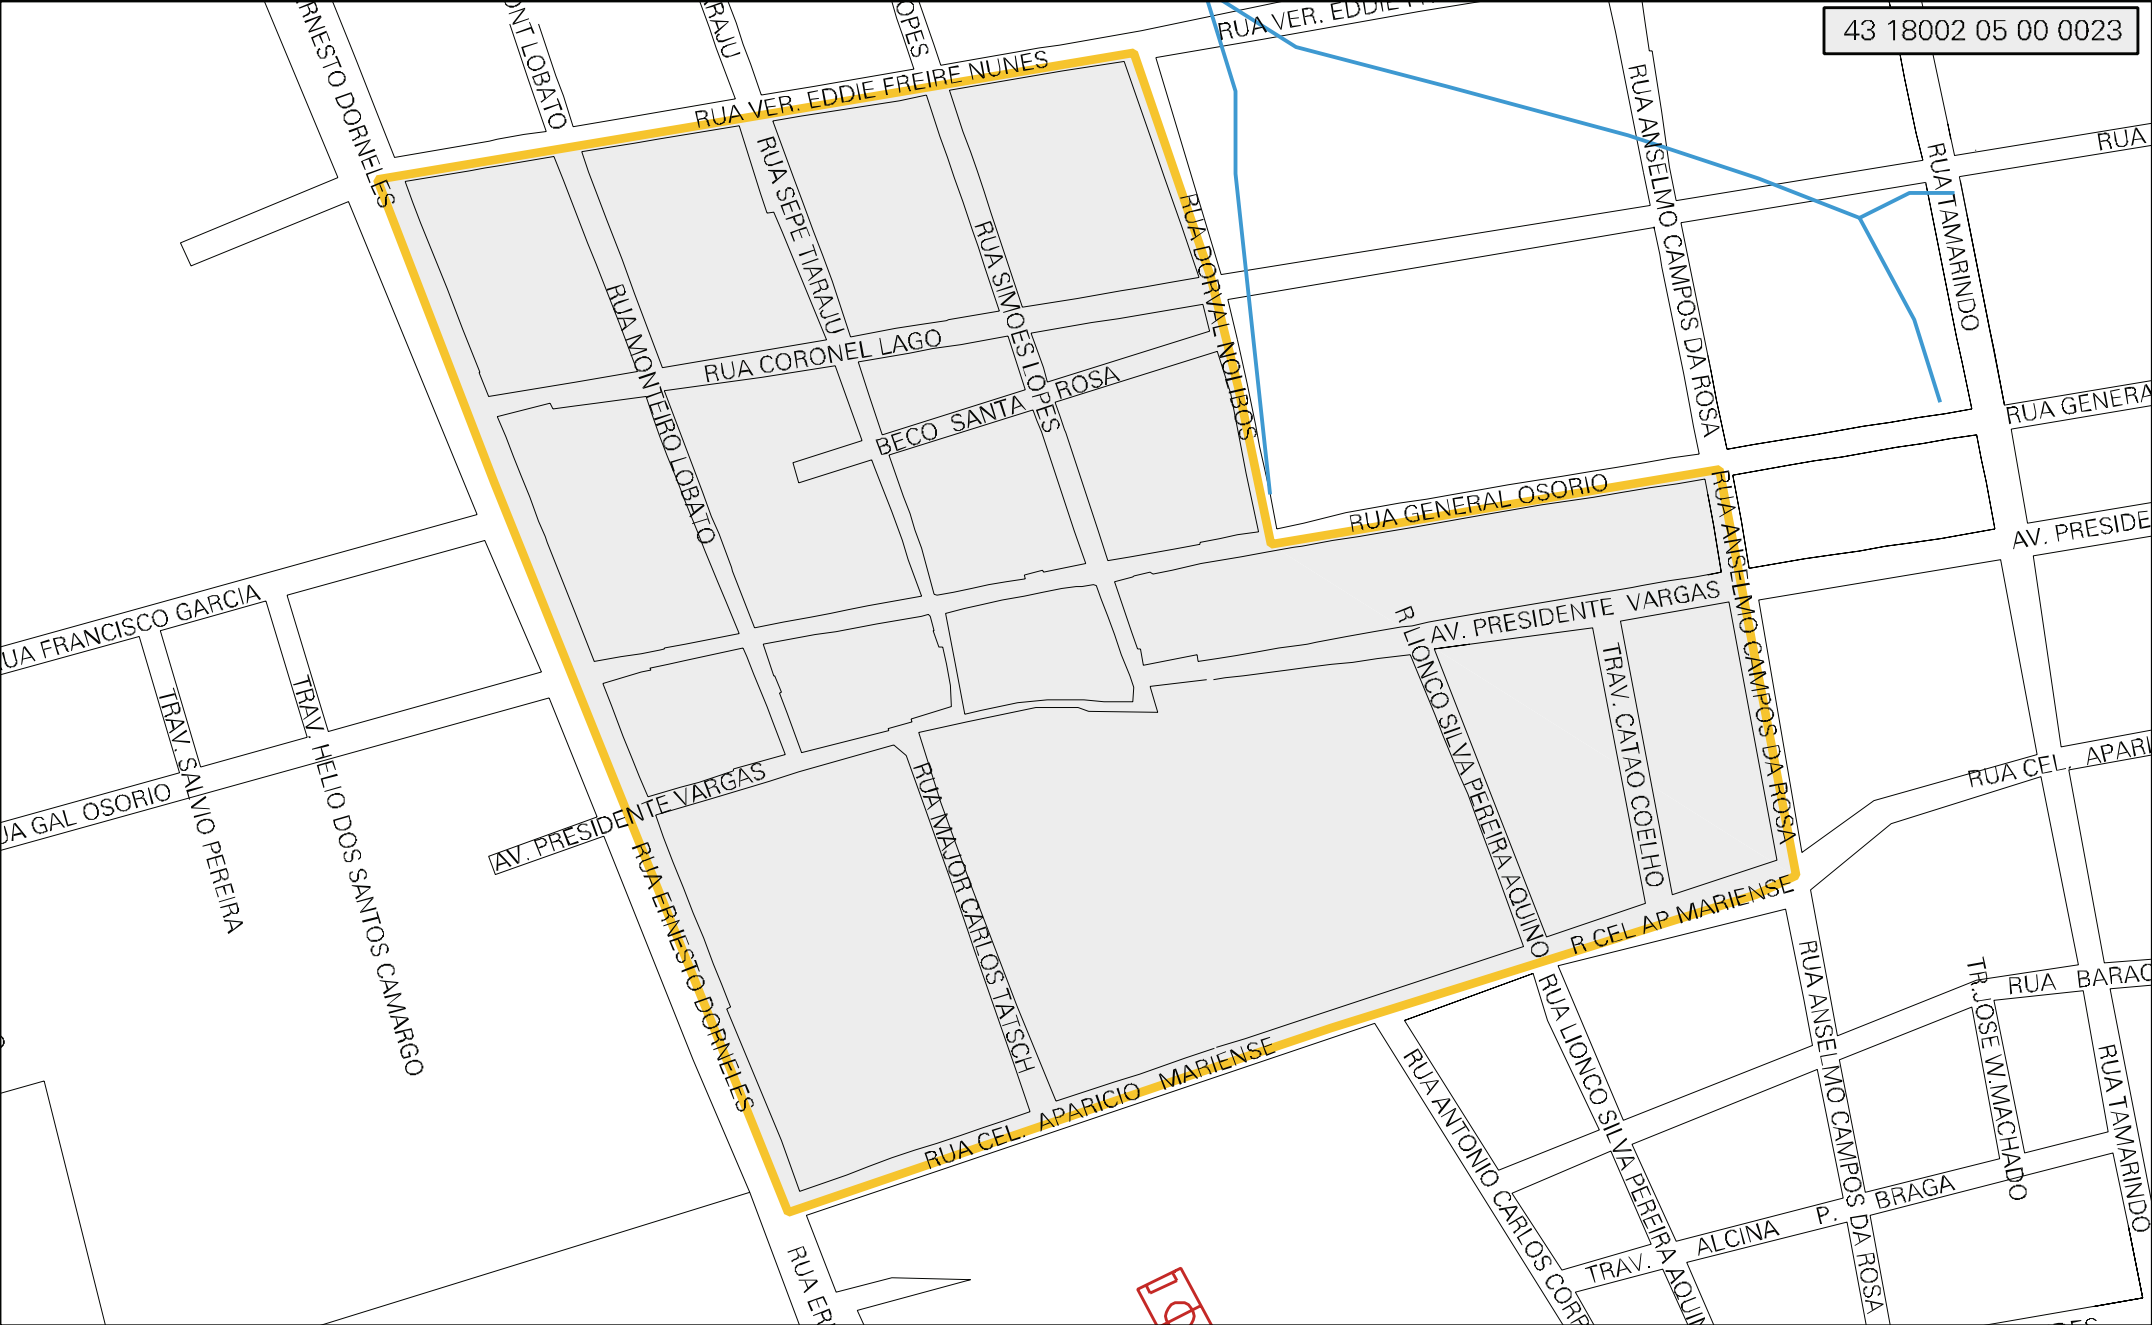 43 18002 05 00 0023
RUA VER. EDDIE
RNESTO DORNELES
ONT LOBATO
RAJU
OPES
RUA VER. EDDIE FREIRE NUNES
RUA SEPE TIARAJU
RUA SIMOES LOPES
RUA DORVAL NOLIBOS
RUA ANSELMO CAMPOS DA ROSA
RUA TAMARINDO
RUA
RUA MONTEIRO LOBATO
RUA CORONEL LAGO
BECO SANTA ROSA
RUA GENERA
RUA GENERAL OSORIO
AV. PRESIDE
RUA ANSELMO CAMPOS DA ROSA
UA FRANCISCO GARCIA
AV. PRESIDENTE VARGAS
R LIONCO SILVA PEREIRA AQUINO
TRAV. CATAO COELHO
TRAV. SALVIO PEREIRA
TRAV. HELIO DOS SANTOS CAMARGO
UA GAL OSORIO
AV. PRESIDENTE VARGAS
RUA CEL. APARI
RUA MAJOR CARLOS TATSCH
RUA ERNESTO DORNELES
R CEL AP MARIENSE
RUA CEL. APARICIO MARIENSE
RUA ANSELMO CAMPOS DA ROSA
TR.JOSE W.MACHADO
RUA BARAO
RUA LIONCO SILVA PEREIRA AQUIN
RUA ANTONIO CARLOS CORR
RUA TAMARINDO
TRAV. ALCINA P. BRAGA
RUA ER